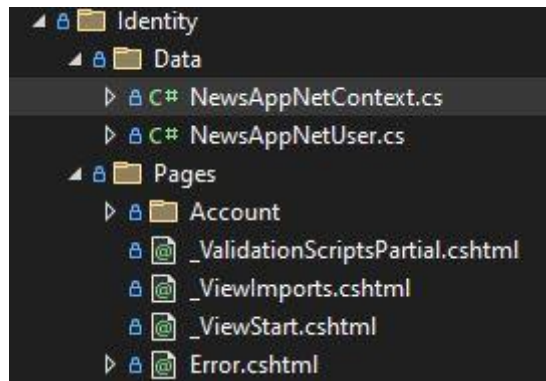 Identity
Data
C# NewsAppNetContext.cs
C# NewsAppNetUser.cs
Pages
Account
@ _ValidationScriptsPartial.cshtml
@ _ViewImports.cshtml
@ _ViewStart.cshtml
@ Error.cshtml